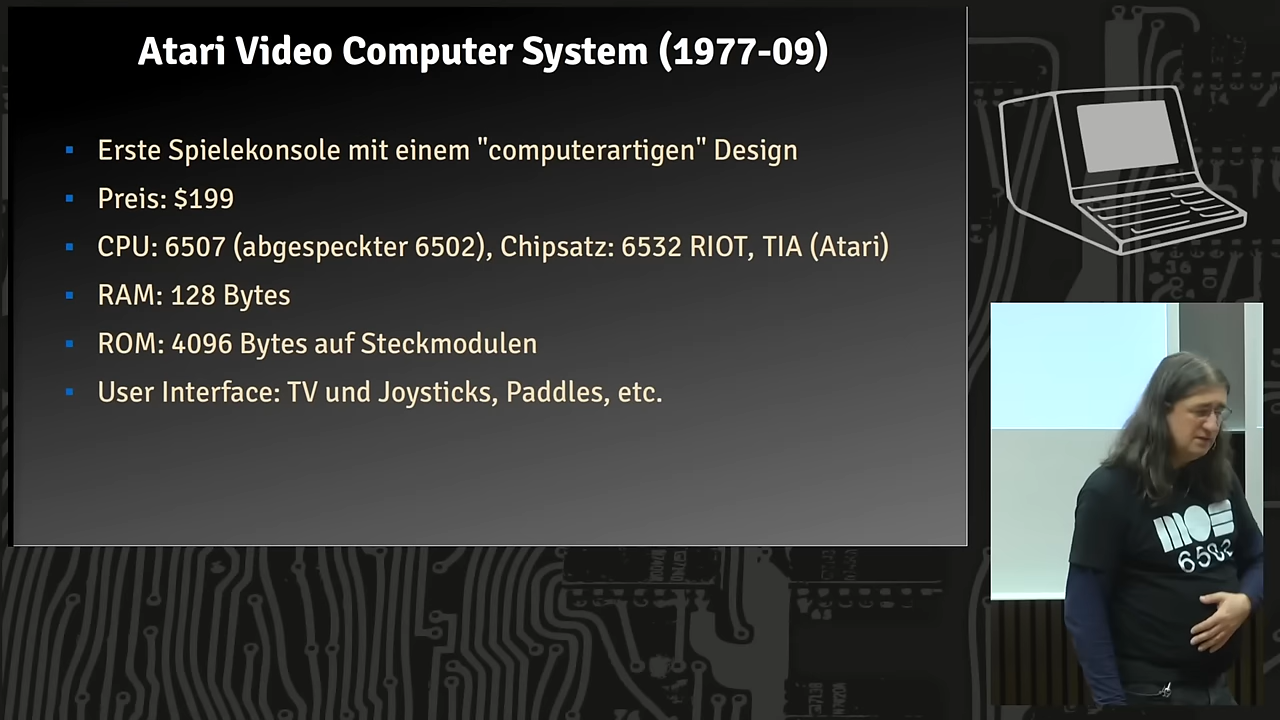 Atari Video Computer System (1977-09)
Erste Spielekonsole mit einem "computerartigen" Design
Preis: $199
CPU: 6507 (abgespeckter 6502), Chipsatz: 6532 RIOT, TIA (Atari)
RAM: 128 Bytes
ROM: 4096 Bytes auf Steckmodulen
User Interface: TV und Joysticks, Paddles, etc.
MOS